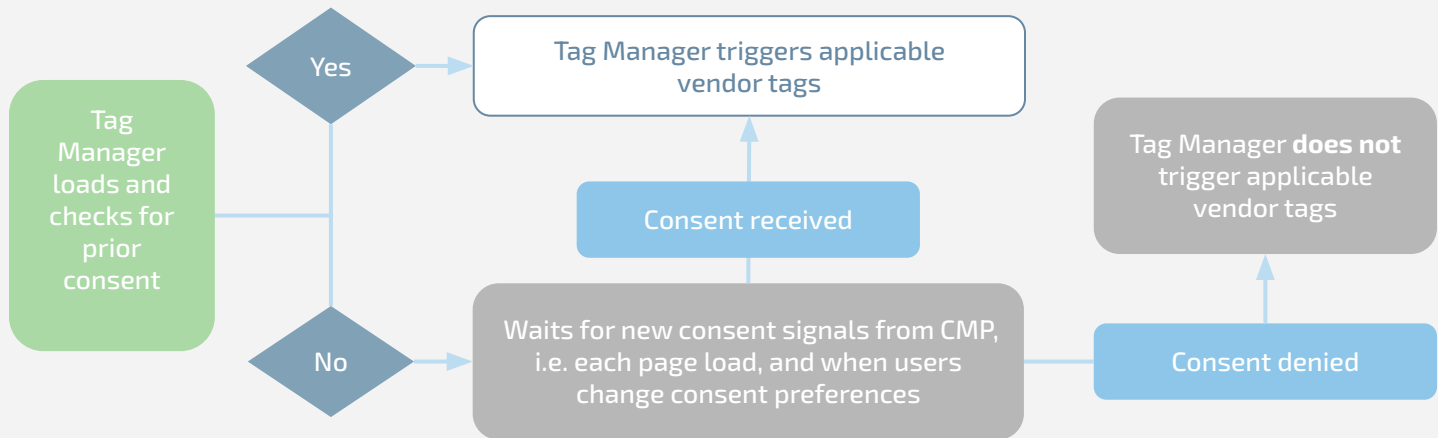 Tag
Manager
loads and
checks for
prior
consent
Yes
Tag Manager triggers applicable
vendor tags
Consent received
No
Waits for new consent signals from CMP,
i.e. each page load, and when users
change consent preferences
Consent denied
Tag Manager does not
trigger applicable
vendor tags